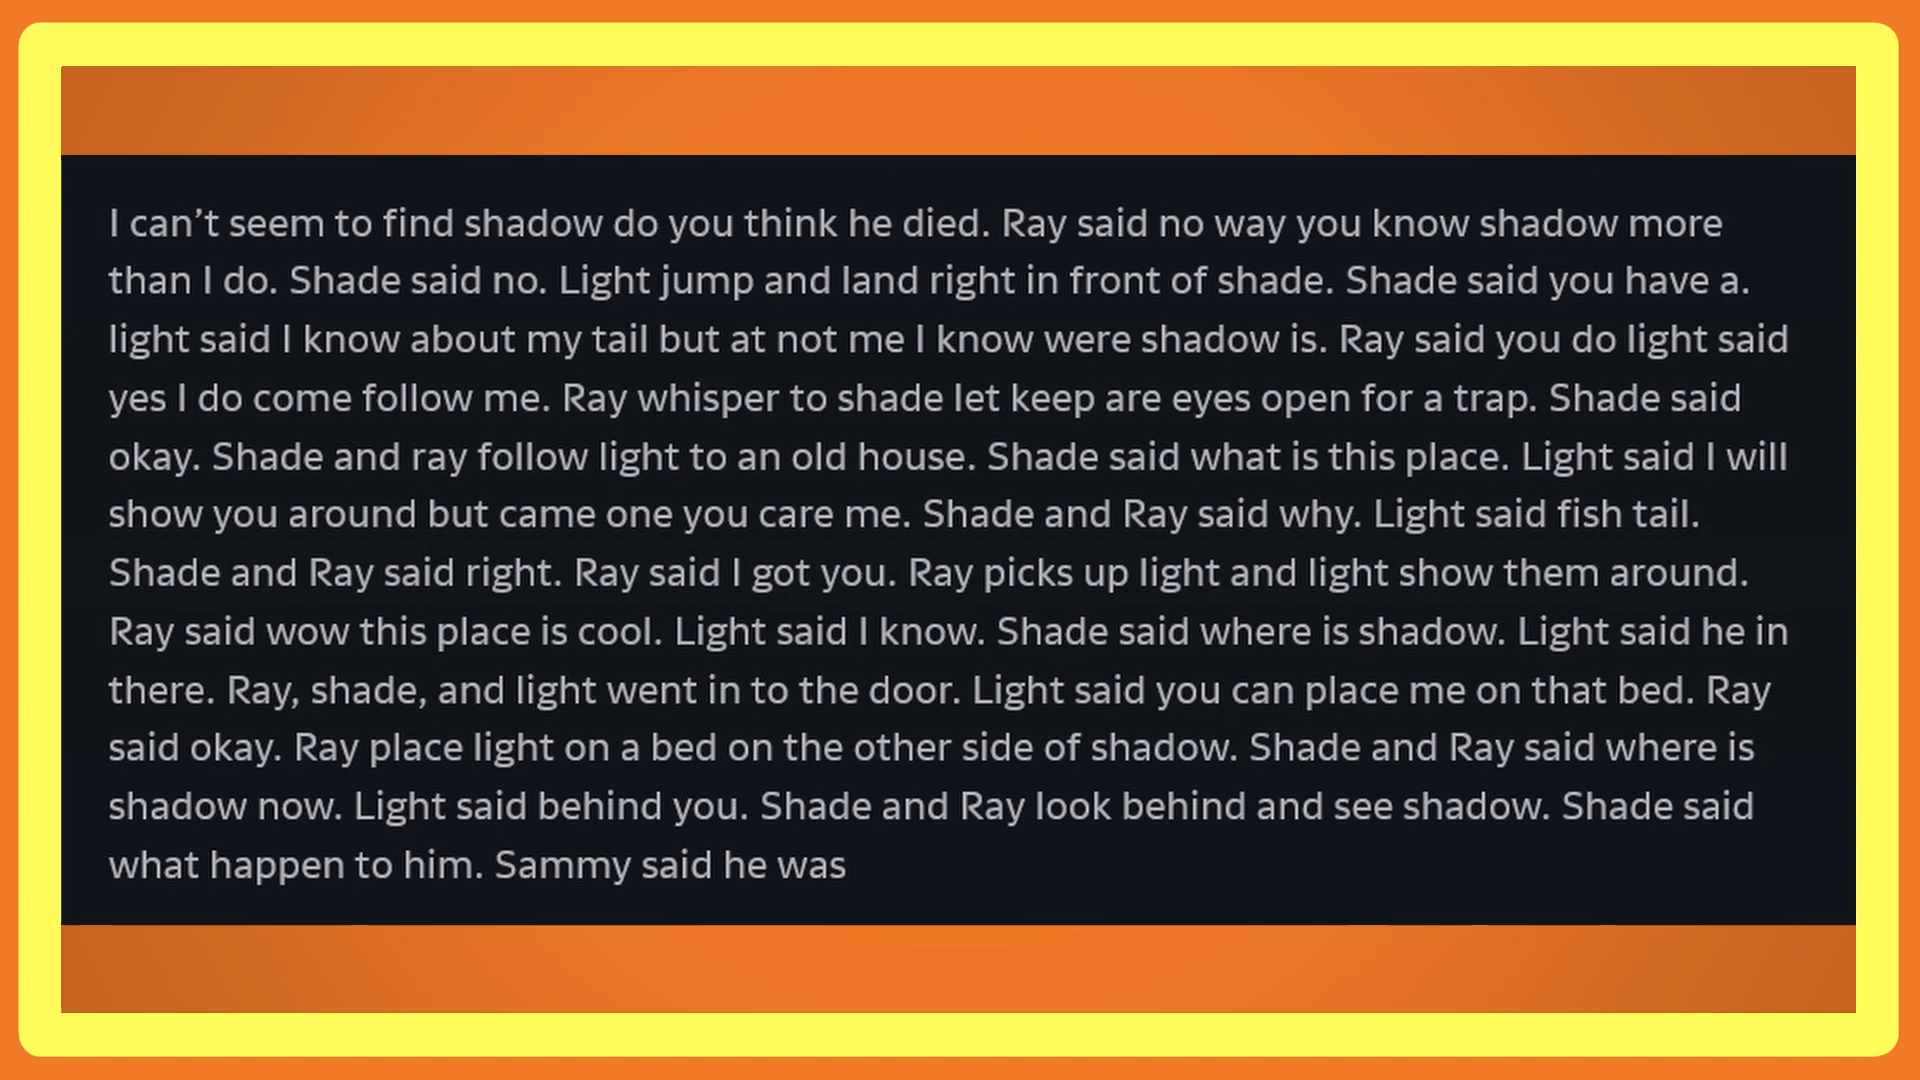 I can’t seem to find shadow do you think he died. Ray said no way you know shadow more
than I do. Shade said no. Light jump and land right in front of shade. Shade said you have a.
light said I know about my tail but at not me I know were shadow is. Ray said you do light said
yes I do come follow me. Ray whisper to shade let keep are eyes open for a trap. Shade said
okay. Shade and ray follow light to an old house. Shade said what is this place. Light said I will
show you around but came one you care me. Shade and Ray said why. Light said fish tail.
Shade and Ray said right. Ray said I got you. Ray picks up light and light show them around.
Ray said wow this place is cool. Light said I know. Shade said where is shadow. Light said he in
there. Ray, shade, and light went in to the door. Light said you can place me on that bed. Ray
said okay. Ray place light on a bed on the other side of shadow. Shade and Ray said where is
shadow now. Light said behind you. Shade and Ray look behind and see shadow. Shade said
what happen to him. Sammy said he was